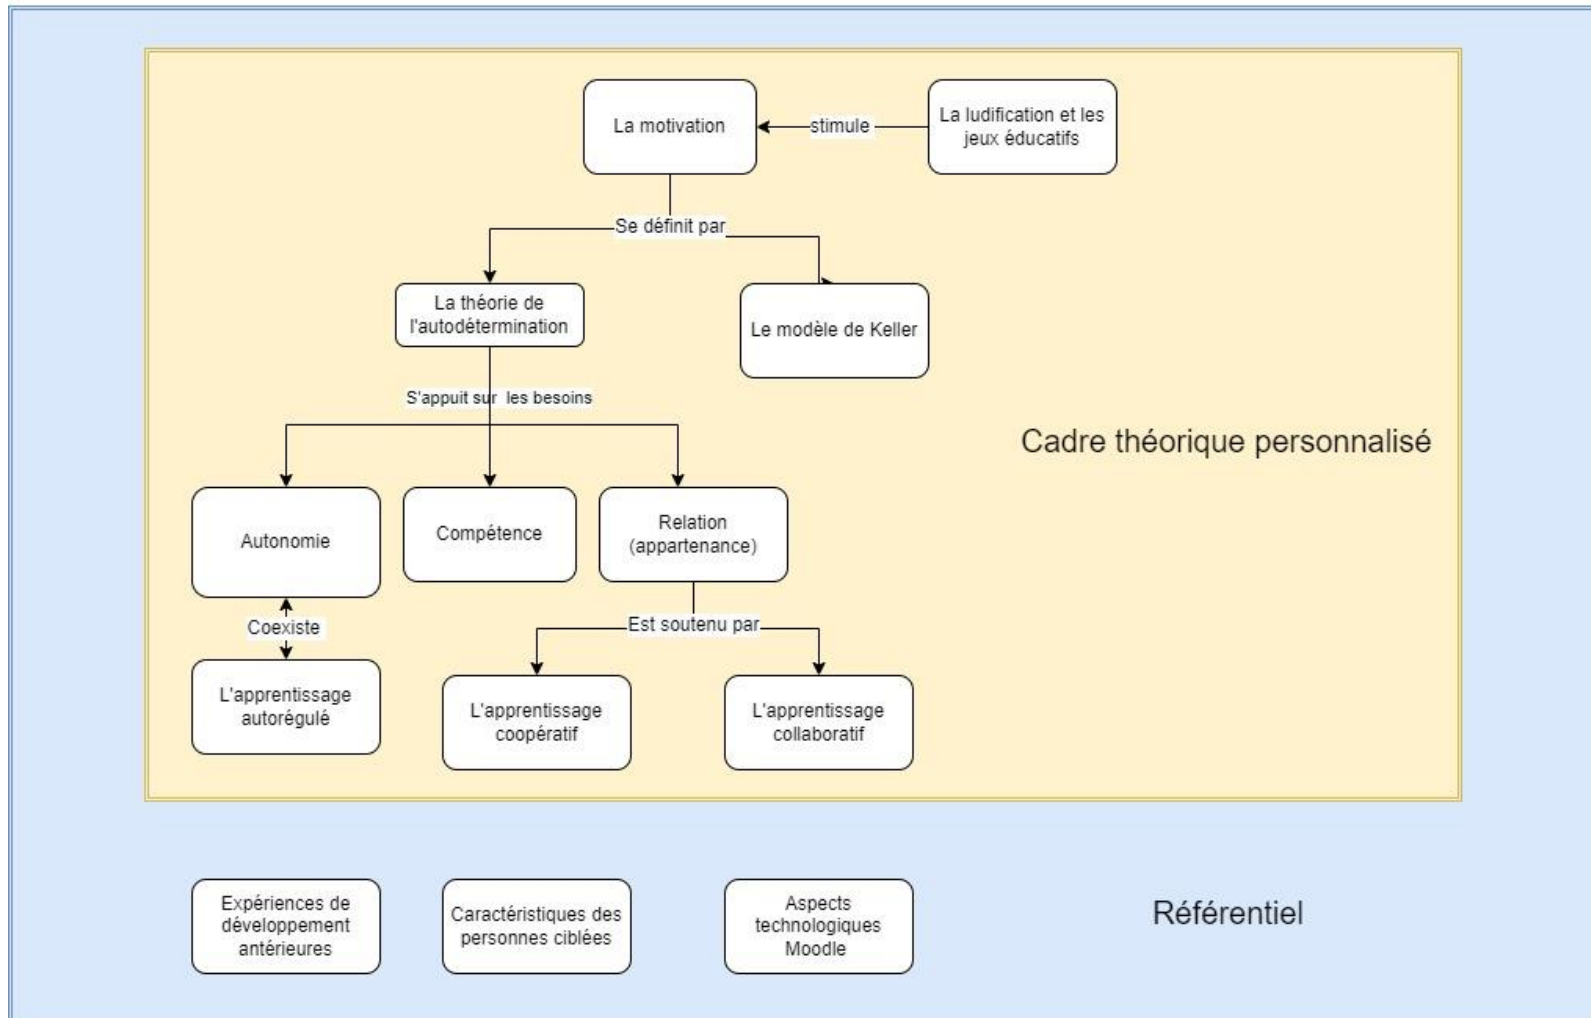 La motivation
stimule
La ludification et les
jeux éducatifs
Se définit par
La théorie de
l'autodétermination
Le modèle de Keller
S'appuit sur les besoins
Cadre théorique personnalisé
Autonomie
Compétence
Relation
(appartenance)
Coexiste
Est soutenu par
L'apprentissage
autorégulé
L'apprentissage
coopératif
L'apprentissage
collaboratif
Expériences de
développement
antérieures
Caractéristiques des
personnes ciblées
Aspects
technologiques
Moodle
Référentiel